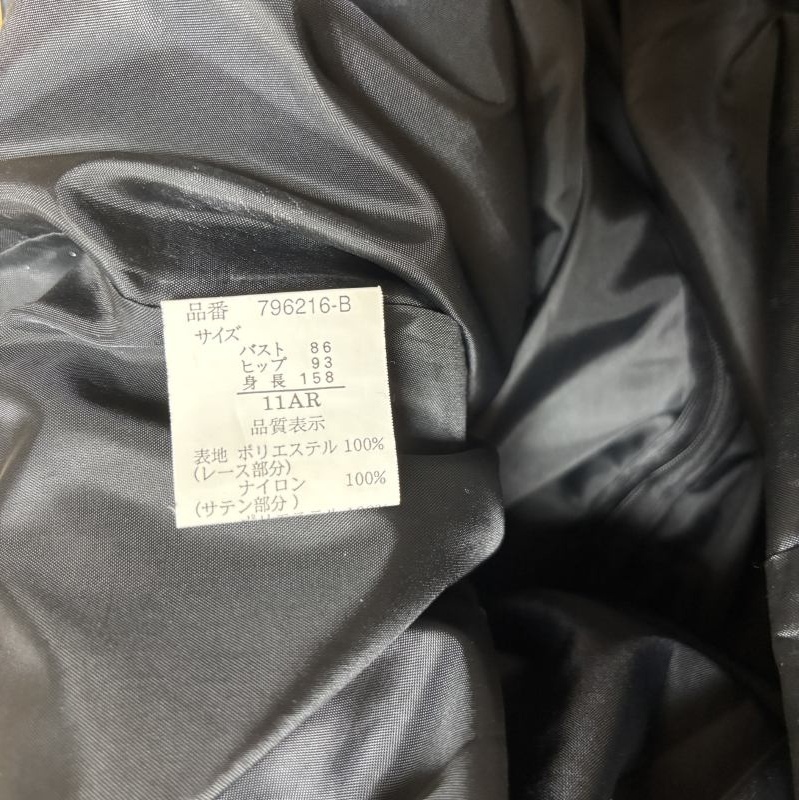 品番 796216-B
サイズ
バスト 86
ヒップ 93
身長 158
11AR
品質表示
表地 ポリエステル 100%
(レース部分)
ナイロン 100%
(サテン部分)